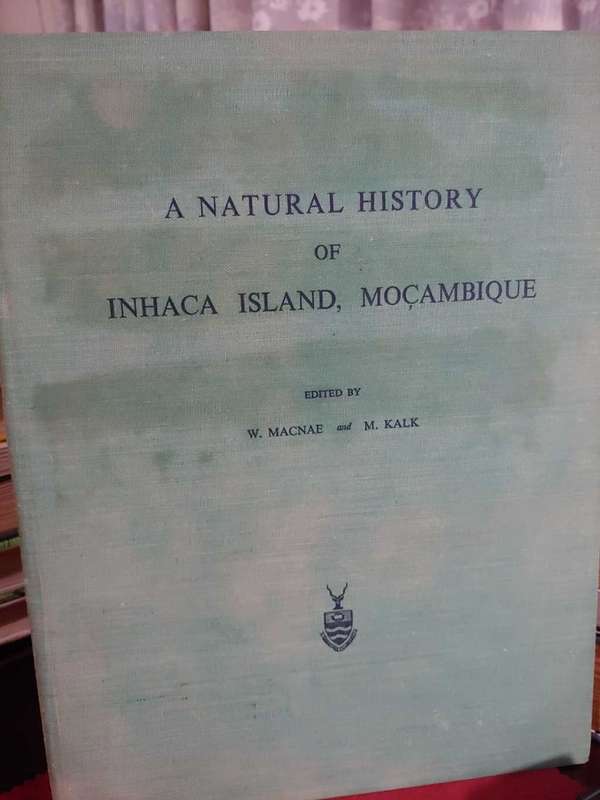 A NATURAL HISTORY
OF
INHACA ISLAND, MOÇAMBIQUE
EDITED BY
W. MACNAE and M. KALK